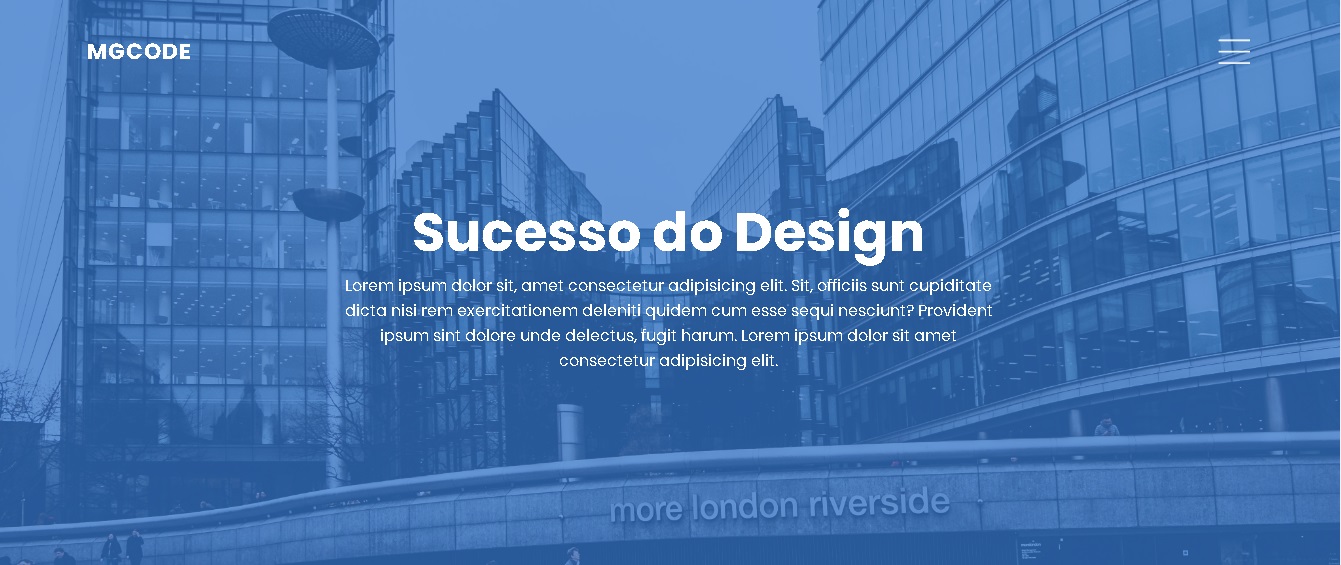 MGCODE
Sucesso do Design
Lorem ipsum dolor sit, amet consectetur adipisicing elit. Sit, officiis sunt cupiditate
dicta nisi rem exercitationem deleniti quidem cum esse sequi nesciunt? Provident
ipsum sint dolore unde delectus, fugit harum. Lorem ipsum dolor sit amet
consectetur adipisicing elit.
more london riverside